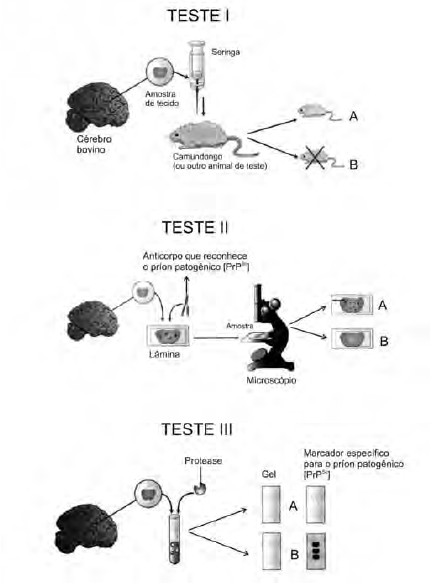 TESTE I
Seringa
Amostra
de tecido
Cérebro
bovino
Camundongo
(ou outro animal de teste)
A
B
TESTE II
Anticorpo que reconhece
o príon patogênico [PrPSc]
Lâmina
Amostra
Microscópio
A
B
TESTE III
Protease
Gel
Marcador específico
para o príon patogênico
[PrPSc]
A
B